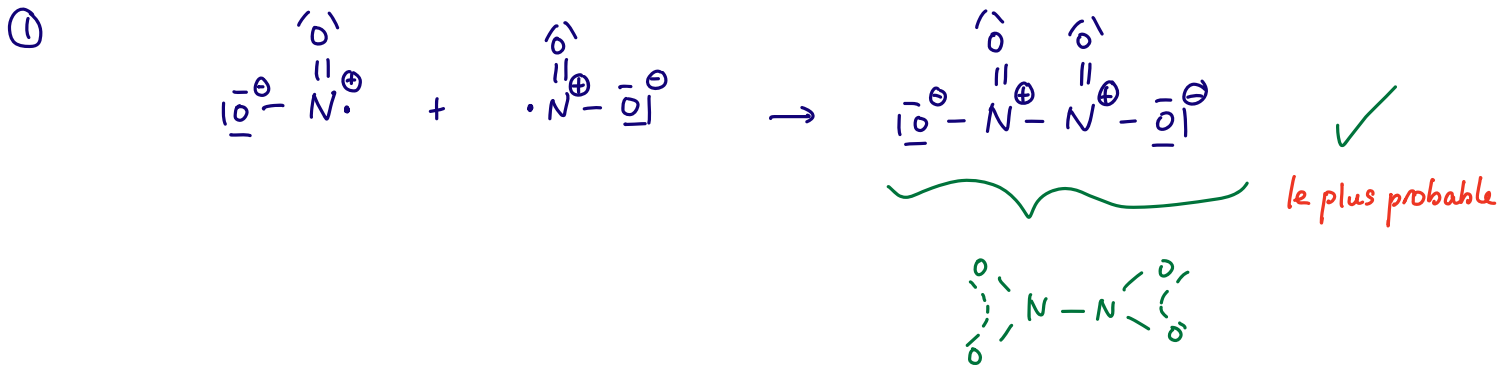 ①
|O̅ ⊖ – N ⊕ · = O + · N ⊕ = O – O̅| ⊖ → |O̅ ⊖ – N ⊕ (= O) – N ⊕ (= O) – O̅| ⊖ ✓
le plus probable
O O
N – N
O O